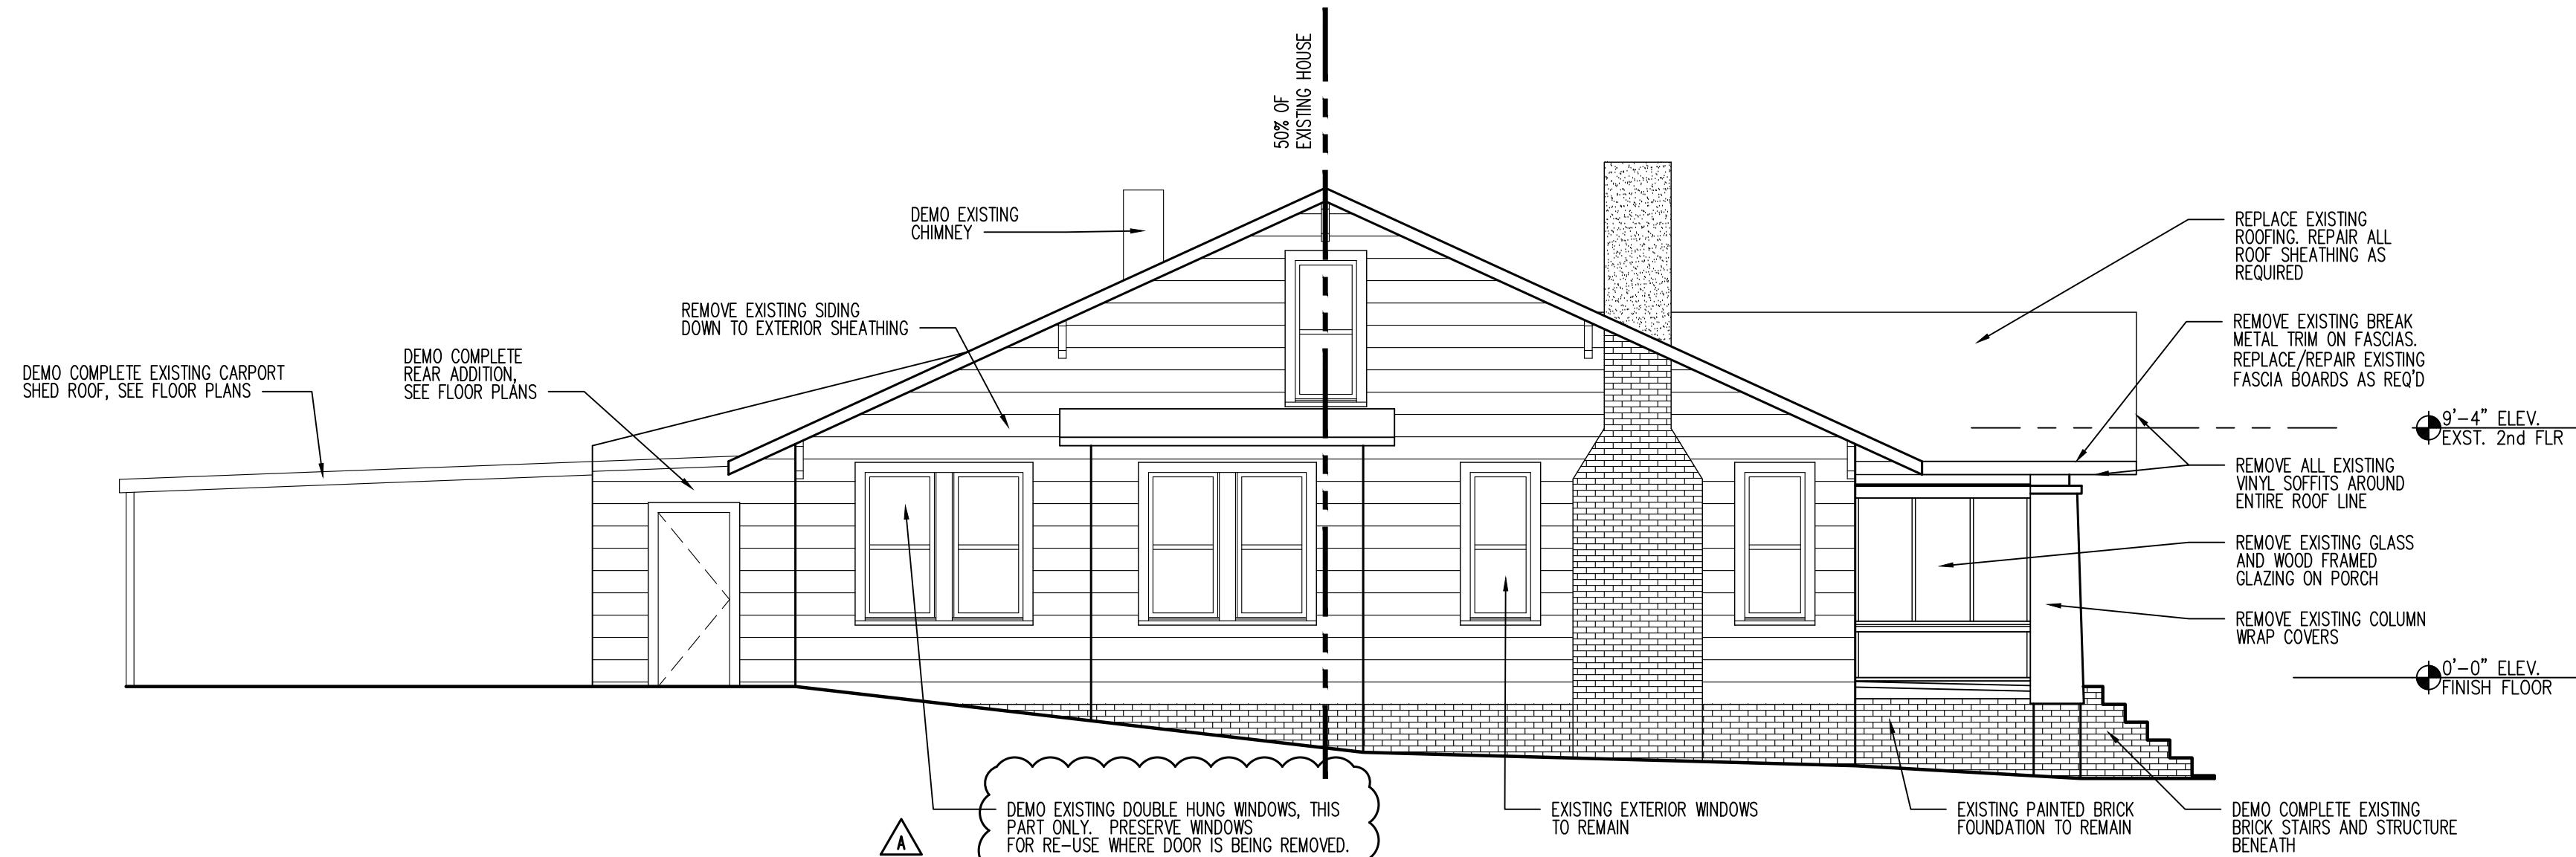 50% OF
EXISTING HOUSE
DEMO EXISTING
CHIMNEY
REMOVE EXISTING SIDING
DOWN TO EXTERIOR SHEATHING
DEMO COMPLETE
REAR ADDITION,
SEE FLOOR PLANS
DEMO COMPLETE EXISTING CARPORT
SHED ROOF, SEE FLOOR PLANS
REPLACE EXISTING
ROOFING. REPAIR ALL
ROOF SHEATHING AS
REQUIRED
REMOVE EXISTING BREAK
METAL TRIM ON FASCIAS.
REPLACE/REPAIR EXISTING
FASCIA BOARDS AS REQ'D
9'-4" ELEV.
EXST. 2nd FLR
REMOVE ALL EXISTING
VINYL SOFFITS AROUND
ENTIRE ROOF LINE
REMOVE EXISTING GLASS
AND WOOD FRAMED
GLAZING ON PORCH
REMOVE EXISTING COLUMN
WRAP COVERS
0'-0" ELEV.
FINISH FLOOR
A
DEMO EXISTING DOUBLE HUNG WINDOWS, THIS
PART ONLY. PRESERVE WINDOWS
FOR RE-USE WHERE DOOR IS BEING REMOVED.
EXISTING EXTERIOR WINDOWS
TO REMAIN
EXISTING PAINTED BRICK
FOUNDATION TO REMAIN
DEMO COMPLETE EXISTING
BRICK STAIRS AND STRUCTURE
BENEATH